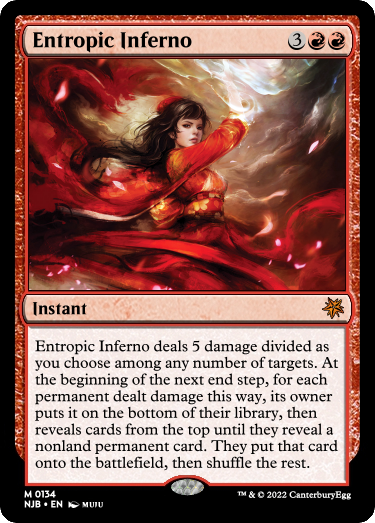 Entropic Inferno 3
Instant
Entropic Inferno deals 5 damage divided as
you choose among any number of targets. At
the beginning of the next end step, for each
permanent dealt damage this way, its owner
puts it on the bottom of their library, then
reveals cards from the top until they reveal a
nonland permanent card. They put that card
onto the battlefield, then shuffle the rest.
M 0134
NJB • EN MUJU ™ & © 2022 CanterburyEgg